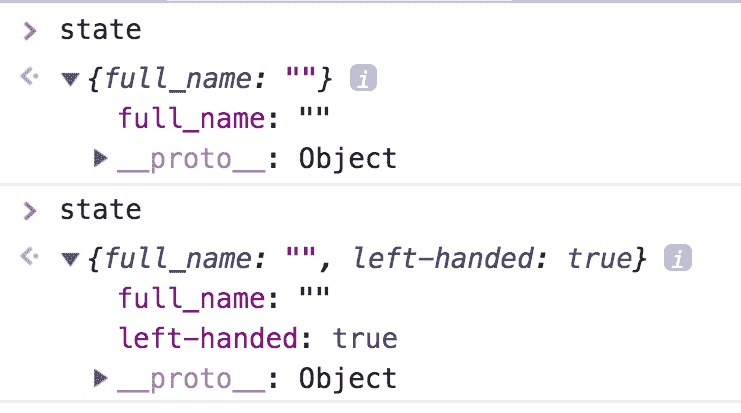 > state
<· ▼{full_name: ""} i
full_name: ""
▶__proto__: Object
> state
<· ▼{full_name: "", left-handed: true} i
full_name: ""
left-handed: true
▶__proto__: Object